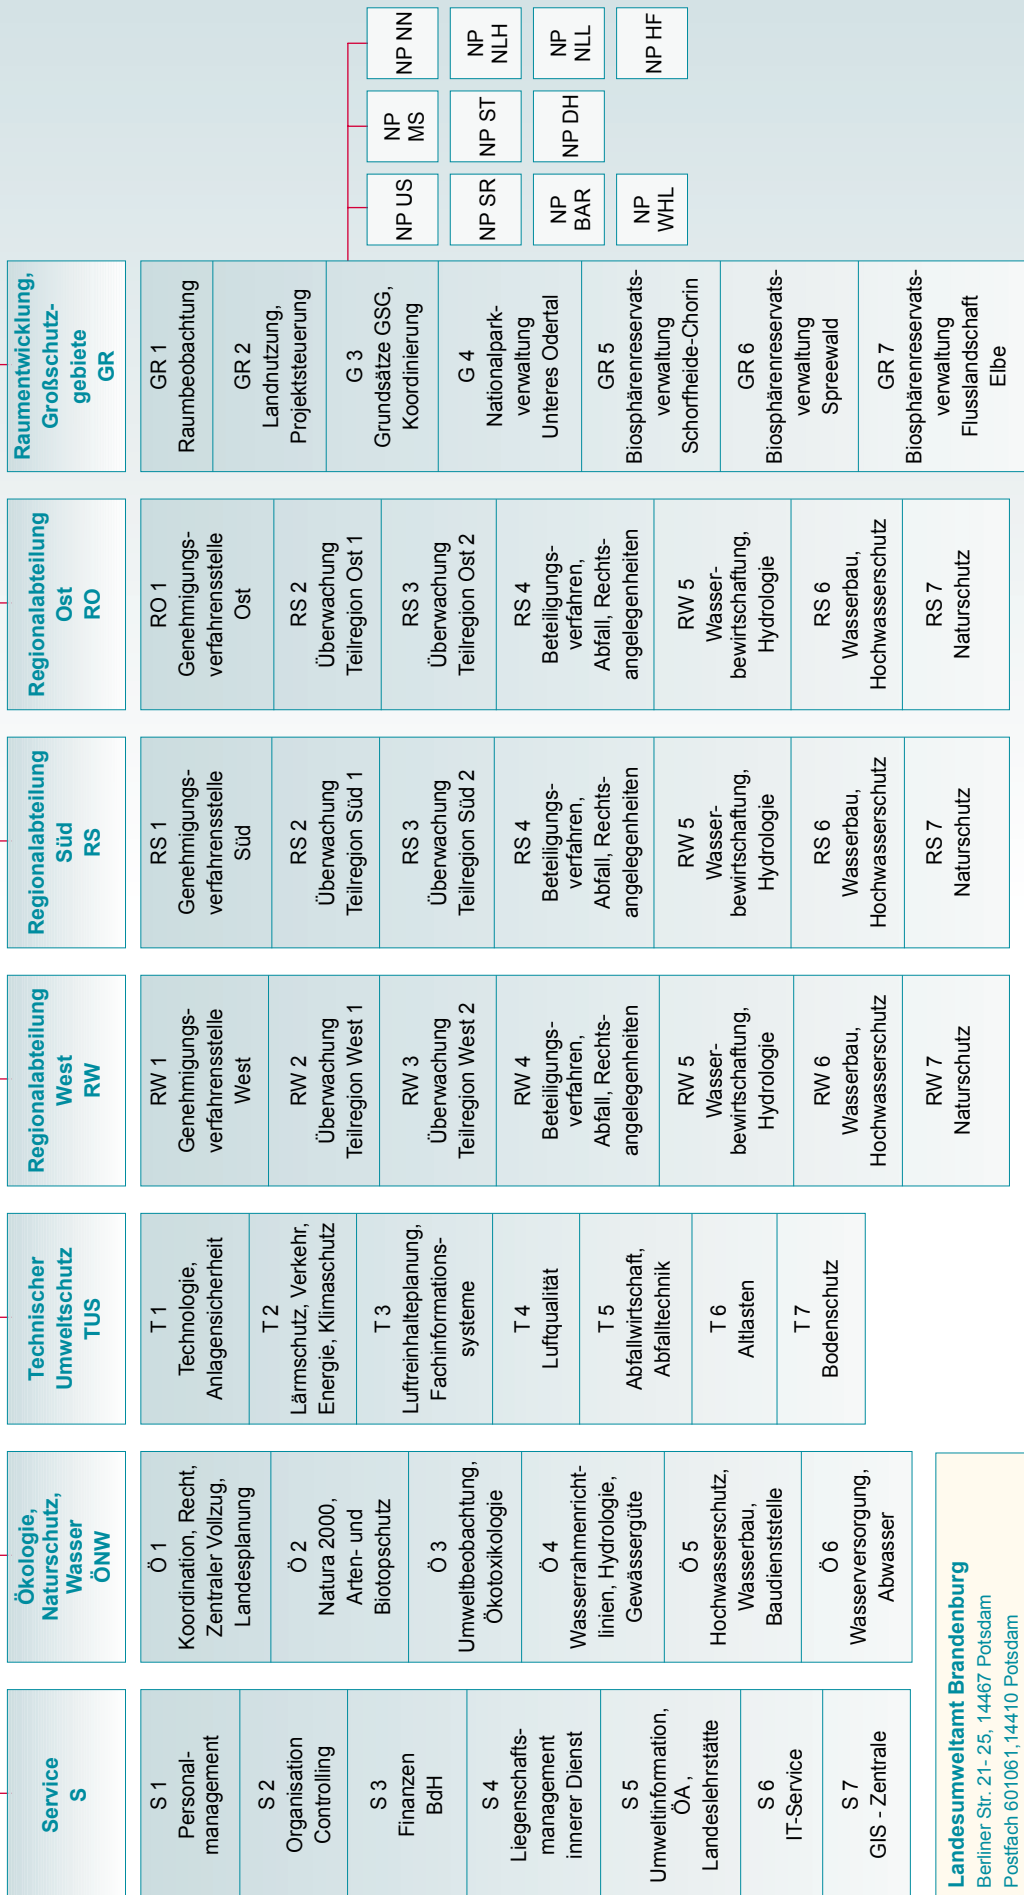 Service
S
S 1
Personal-
management
S 2
Organisation
Controlling
S 3
Finanzen
BdH
S 4
Liegenschafts-
management
innerer Dienst
S 5
Umweltinformation,
ÖA ,
Landeslehrstätte
S 6
IT-Service
S 7
GIS - Zentrale
Ökologie,
Naturschutz,
Wasser
ÖNW
Ö 1
Koordination, Recht,
Zentraler Vollzug,
Landesplanung
Ö 2
Natura 2000,
Arten- und
Biotopschutz
Ö 3
Umweltbeobachtung,
Ökotoxikologie
Ö 4
Wasserrahmenricht-
linien, Hydrologie,
Gewässergüte
Ö 5
Hochwasserschutz,
Wasserbau,
Baudienststelle
Ö 6
Wasserversorgung,
Abwasser
Technischer
Umweltschutz
TUS
T 1
Technologie,
Anlagensicherheit
T 2
Lärmschutz, Verkehr,
Energie, Klimaschutz
T 3
Luftreinhalteplanung,
Fachinformations-
systeme
T 4
Luftqualität
T 5
Abfallwirtschaft,
Abfalltechnik
T 6
Altlasten
T 7
Bodenschutz
Regionalabteilung
West
RW
RW 1
Genehmigungs-
verfahrensstelle
West
RW 2
Überwachung
Teilregion West 1
RW 3
Überwachung
Teilregion West 2
RW 4
Beteiligungs-
verfahren,
Abfall, Rechts-
angelegenheiten
RW 5
Wasser-
bewirtschaftung,
Hydrologie
RW 6
Wasserbau,
Hochwasserschutz
RW 7
Naturschutz
Regionalabteilung
Süd
RS
RS 1
Genehmigungs-
verfahrensstelle
Süd
RS 2
Überwachung
Teilregion Süd 1
RS 3
Überwachung
Teilregion Süd 2
RS 4
Beteiligungs-
verfahren,
Abfall, Rechts-
angelegenheiten
RW 5
Wasser-
bewirtschaftung,
Hydrologie
RS 6
Wasserbau,
Hochwasserschutz
RS 7
Naturschutz
Regionalabteilung
Ost
RO
RO 1
Genehmigungs-
verfahrensstelle
Ost
RS 2
Überwachung
Teilregion Ost 1
RS 3
Überwachung
Teilregion Ost 2
RS 4
Beteiligungs-
verfahren,
Abfall, Rechts-
angelegenheiten
RW 5
Wasser-
bewirtschaftung,
Hydrologie
RS 6
Wasserbau,
Hochwasserschutz
RS 7
Naturschutz
Raumentwicklung,
Großschutz-
gebiete
GR
GR 1
Raumbeobachtung
GR 2
Landnutzung,
Projektsteuerung
G 3
Grundsätze GSG,
Koordinierung
G 4
Nationalpark-
verwaltung
Unteres Odertal
GR 5
Biosphärenreservats-
verwaltung
Schorfheide-Chorin
GR 6
Biosphärenreservats-
verwaltung
Spreewald
GR 7
Biosphärenreservats-
verwaltung
Flusslandschaft
Elbe
NP US
NP SR
NP
BAR
NP
WHL
NP
MS
NP ST
NP DH
NP NN
NP
NLH
NP
NLL
NP HF
Landesumweltamt Brandenburg
Berliner Str. 21- 25, 14467 Potsdam
Postfach 601061,14410 Potsdam